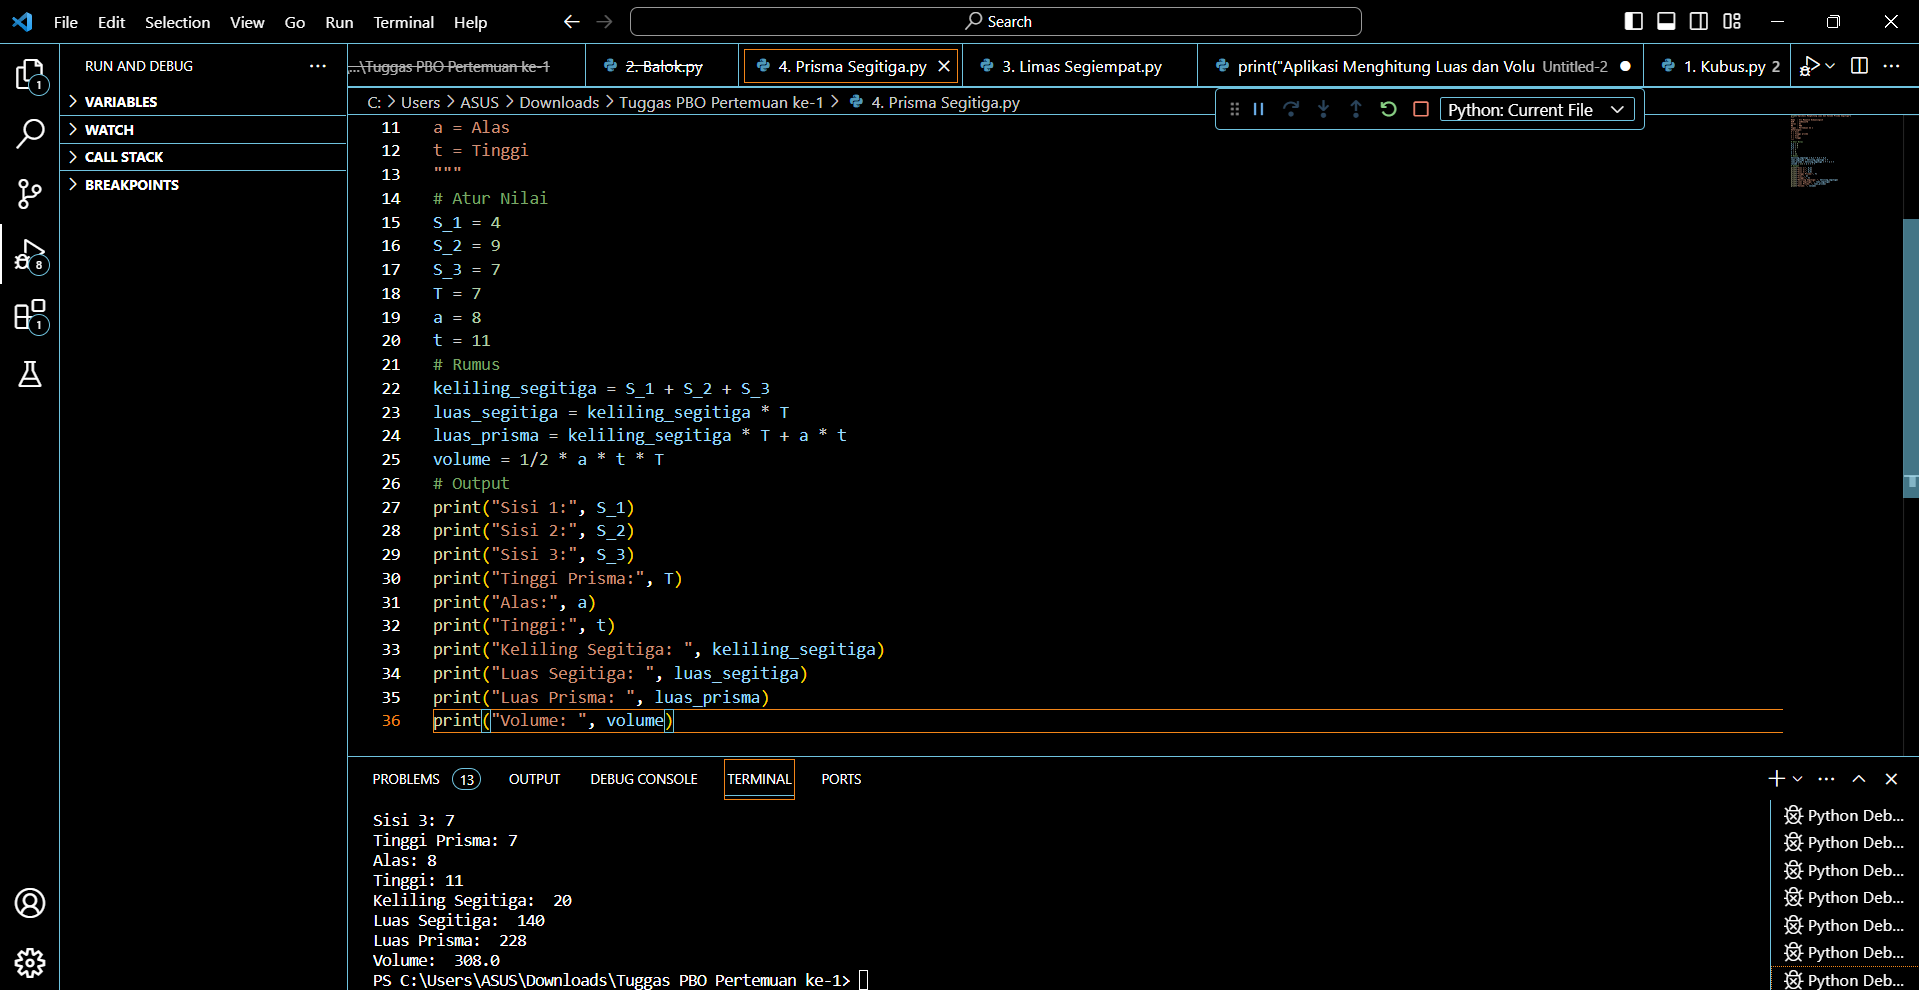 File Edit Selection View Go Run Terminal Help
Search
RUN AND DEBUG
...\Tuggas PBO Pertemuan ke-1
2. Balok.py
4. Prisma Segitiga.py
3. Limas Segiempat.py
print("Aplikasi Menghitung Luas dan Volu Untitled-2
1. Kubus.py 2
VARIABLES
WATCH
CALL STACK
BREAKPOINTS
1
8
1
C: > Users > ASUS > Downloads > Tuggas PBO Pertemuan ke-1 > 4. Prisma Segitiga.py
Python: Current File
11 a = Alas
12 t = Tinggi
13 """
14 # Atur Nilai
15 S_1 = 4
16 S_2 = 9
17 S_3 = 7
18 T = 7
19 a = 8
20 t = 11
21 # Rumus
22 keliling_segitiga = S_1 + S_2 + S_3
23 luas_segitiga = keliling_segitiga * T
24 luas_prisma = keliling_segitiga * T + a * t
25 volume = 1/2 * a * t * T
26 # Output
27 print("Sisi 1:", S_1)
28 print("Sisi 2:", S_2)
29 print("Sisi 3:", S_3)
30 print("Tinggi Prisma:", T)
31 print("Alas:", a)
32 print("Tinggi:", t)
33 print("Keliling Segitiga: ", keliling_segitiga)
34 print("Luas Segitiga: ", luas_segitiga)
35 print("Luas Prisma: ", luas_prisma)
36 print("Volume: ", volume)
PROBLEMS 13 OUTPUT DEBUG CONSOLE TERMINAL PORTS
Sisi 3: 7
Tinggi Prisma: 7
Alas: 8
Tinggi: 11
Keliling Segitiga:  20
Luas Segitiga:  140
Luas Prisma:  228
Volume:  308.0
PS C:\Users\ASUS\Downloads\Tuggas PBO Pertemuan ke-1>
Python Deb...
Python Deb...
Python Deb...
Python Deb...
Python Deb...
Python Deb...
Python Deb...